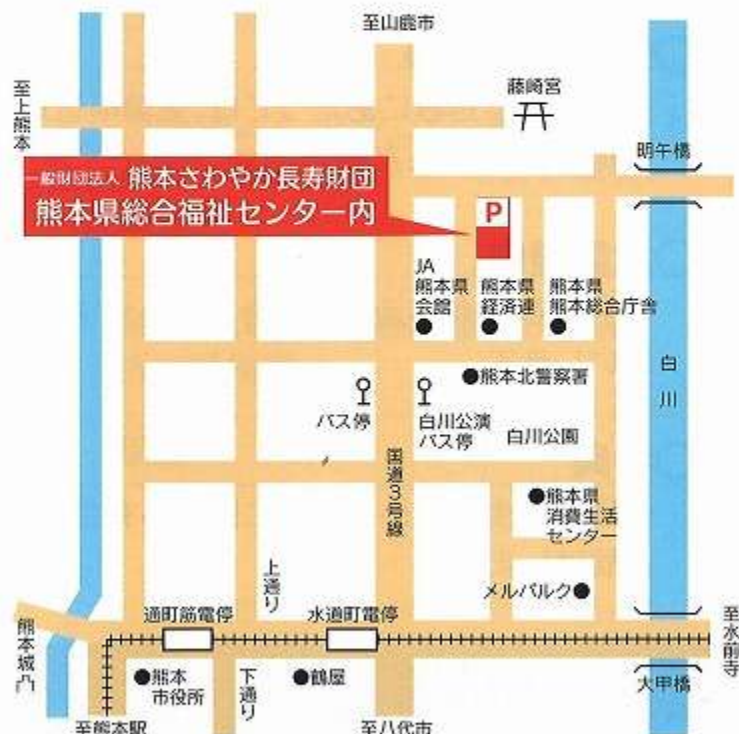 至山鹿市
至上熊本
藤崎宮
明午橋
一般財団法人 熊本さわやか長寿財団
熊本県総合福祉センター内
P
JA
熊本県
会館
熊本県
経済連
熊本県
熊本総合庁舎
白川
熊本北警察署
バス停
白川公演
バス停
白川公園
国道3号線
熊本県
消費生活
センター
メルパルク
上通り
通町筋電停
水道町電停
至水前寺
熊本城
熊本
市役所
下通り
鶴屋
大甲橋
至熊本駅
至八代市